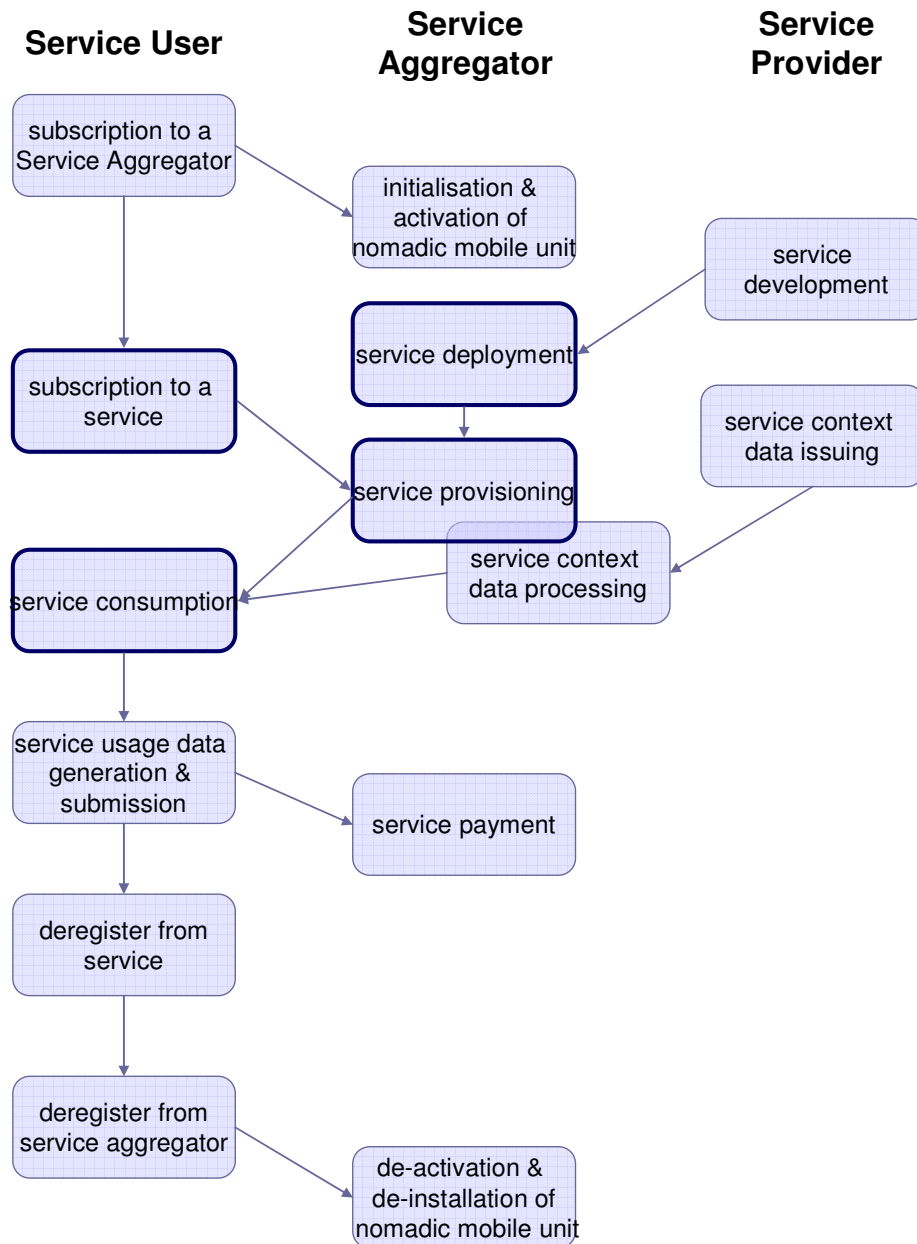 Service User
Service
Aggregator
Service
Provider
subscription to a
Service Aggregator
initialisation &
activation of
nomadic mobile unit
service
development
service deployment
subscription to a
service
service context
data issuing
service provisioning
service context
data processing
service consumption
service usage data
generation &
submission
service payment
deregister from
service
deregister from
service aggregator
de-activation &
de-installation of
nomadic mobile unit